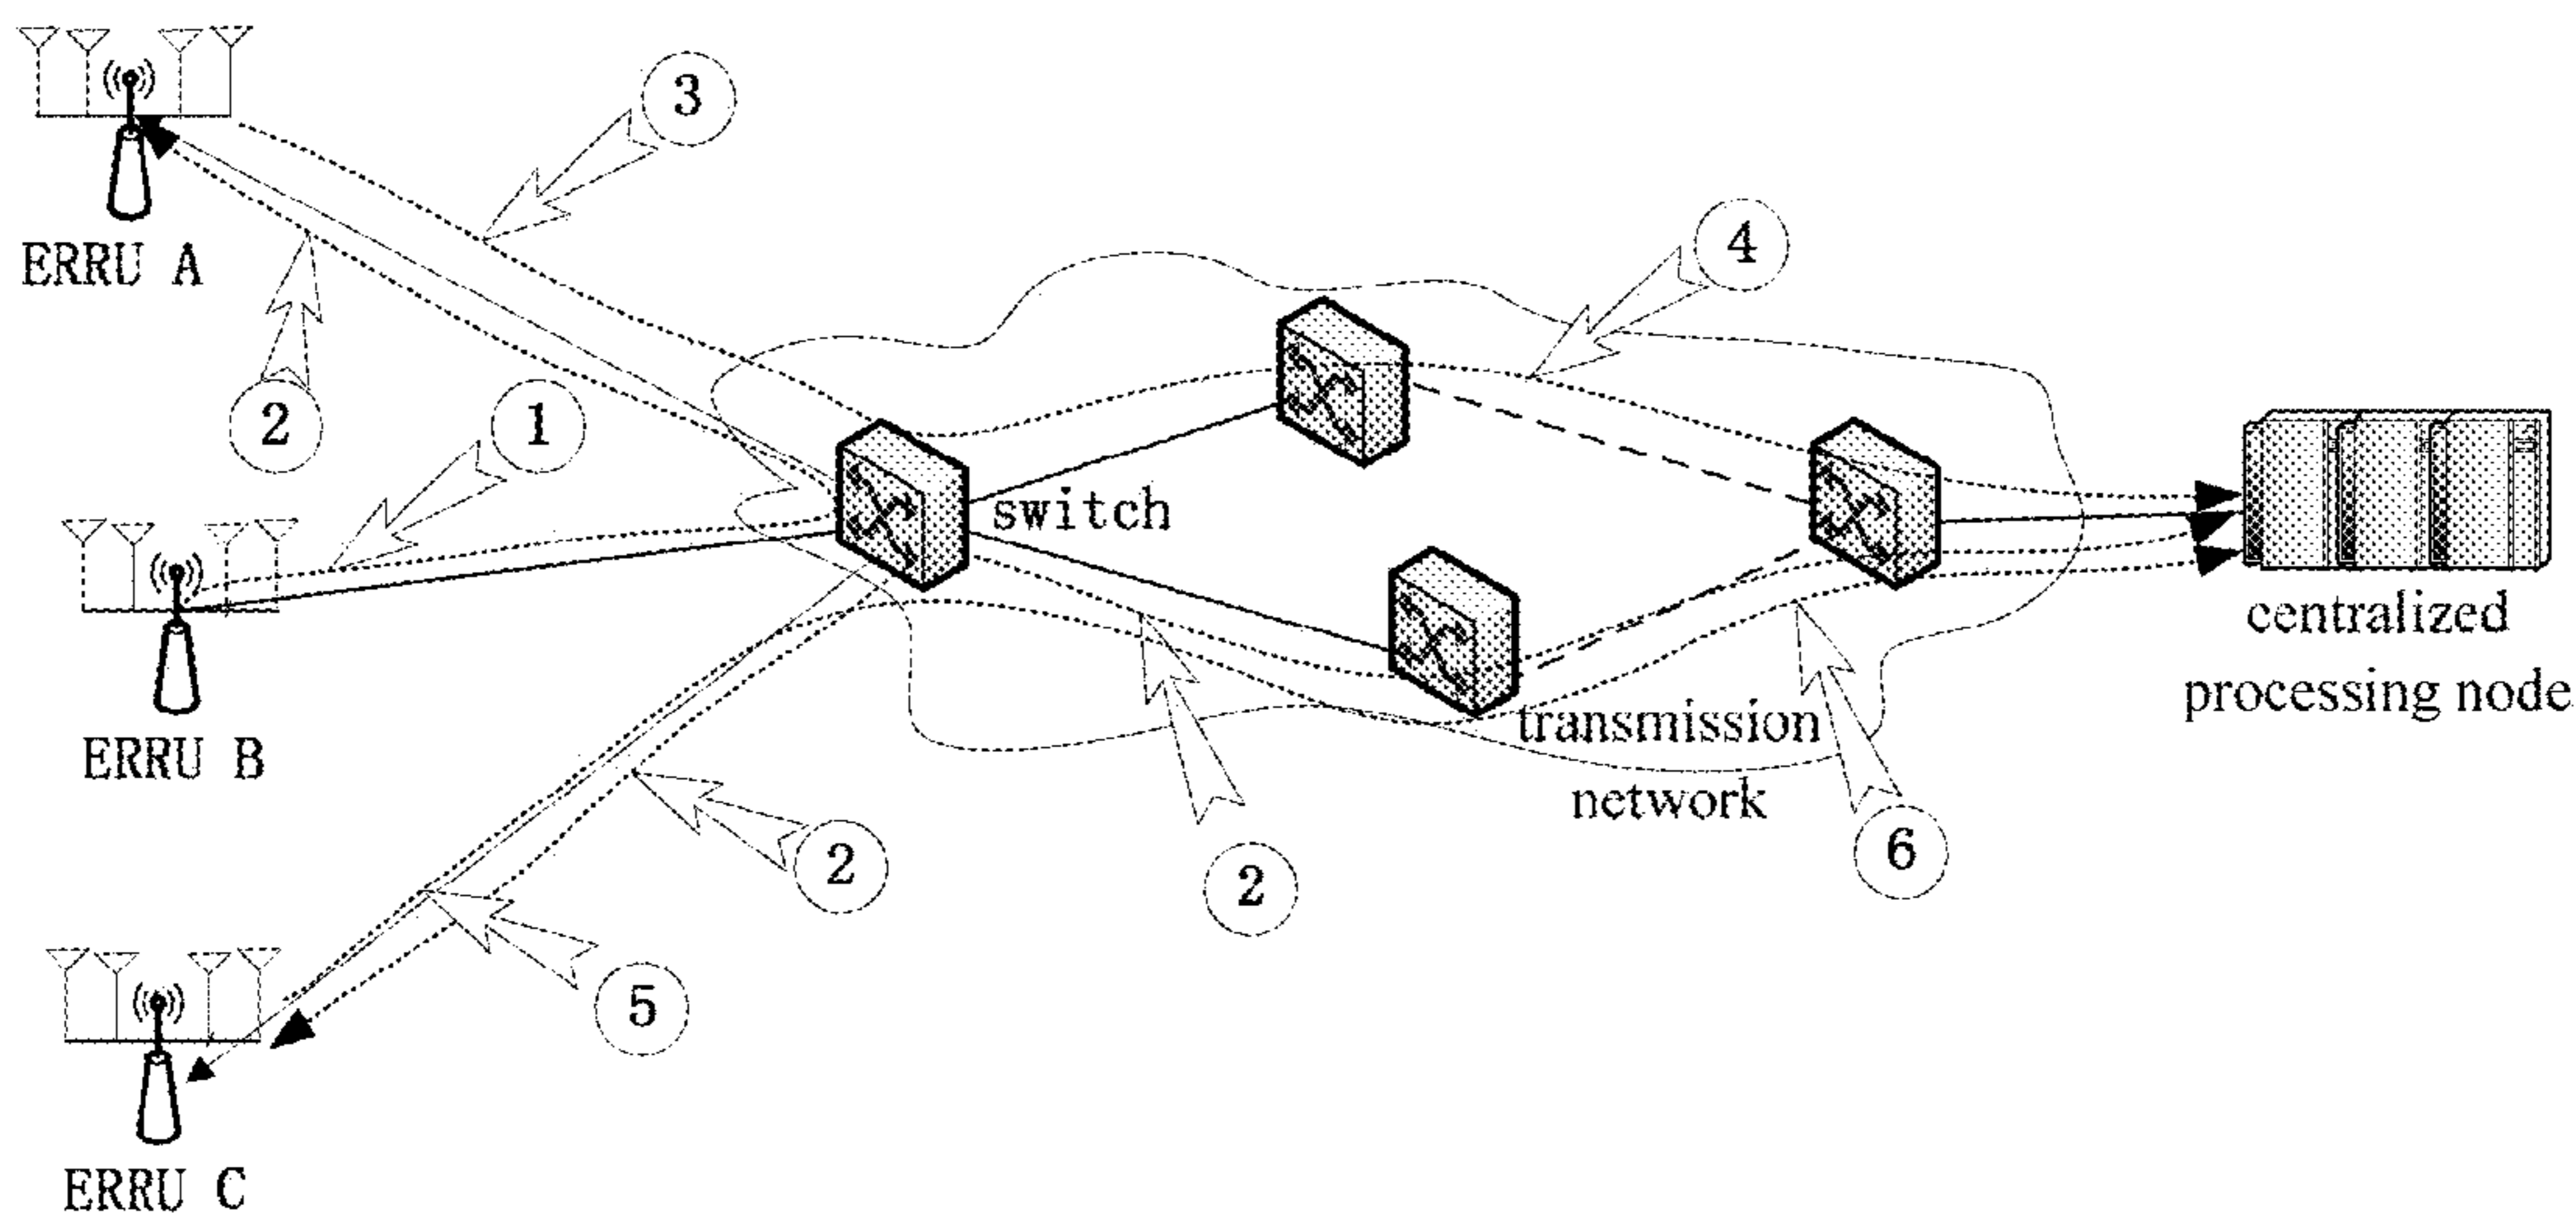 3
4
ERRU A
2
1
switch
centralized
processing node
transmission
network
ERRU B
2
2
6
5
ERRU C